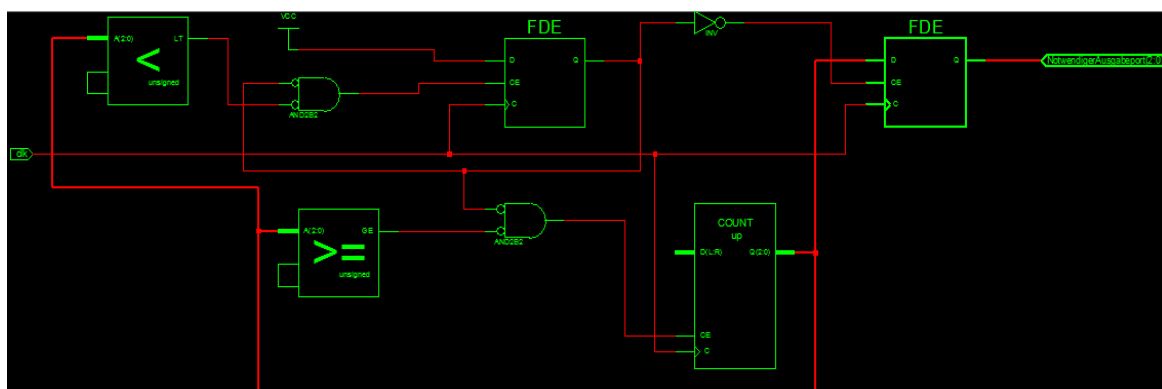 VCC
FDE
FDE
A(2:0) LT
<
unsigned
D Q
CE
C
INV
D Q
CE
C
NotwendigerAusgabeport(2:0)
AND2B2
clk
A(2:0) GE
>=
unsigned
AND2B2
COUNT
up
D(L:R) Q(2:0)
CE
C